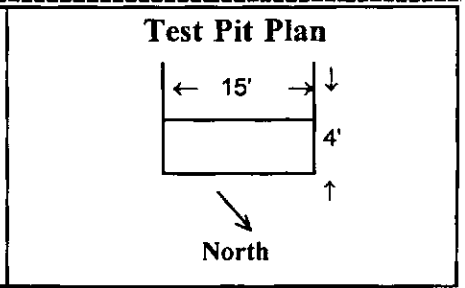 Test Pit Plan
← 15' → ↓
4'
↑
North